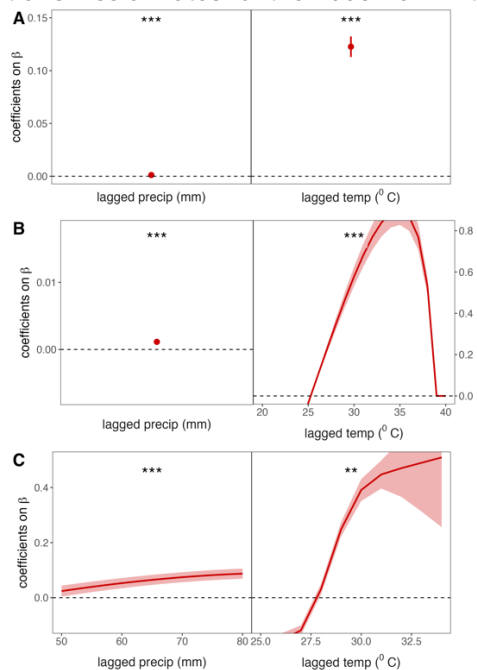 A
0.15
0.10
0.05
0.00
coefficients on β
***
***
lagged precip (mm)
lagged temp (⁰ C)
B
0.01
0.00
coefficients on β
***
***
0.8
0.6
0.4
0.2
0.0
20 25 30 35 40
lagged precip (mm)
lagged temp (⁰ C)
C
0.4
0.2
0.0
coefficients on β
***
**
50 60 70 80 25.0 27.5 30.0 32.5
lagged precip (mm)
lagged temp (⁰ C)